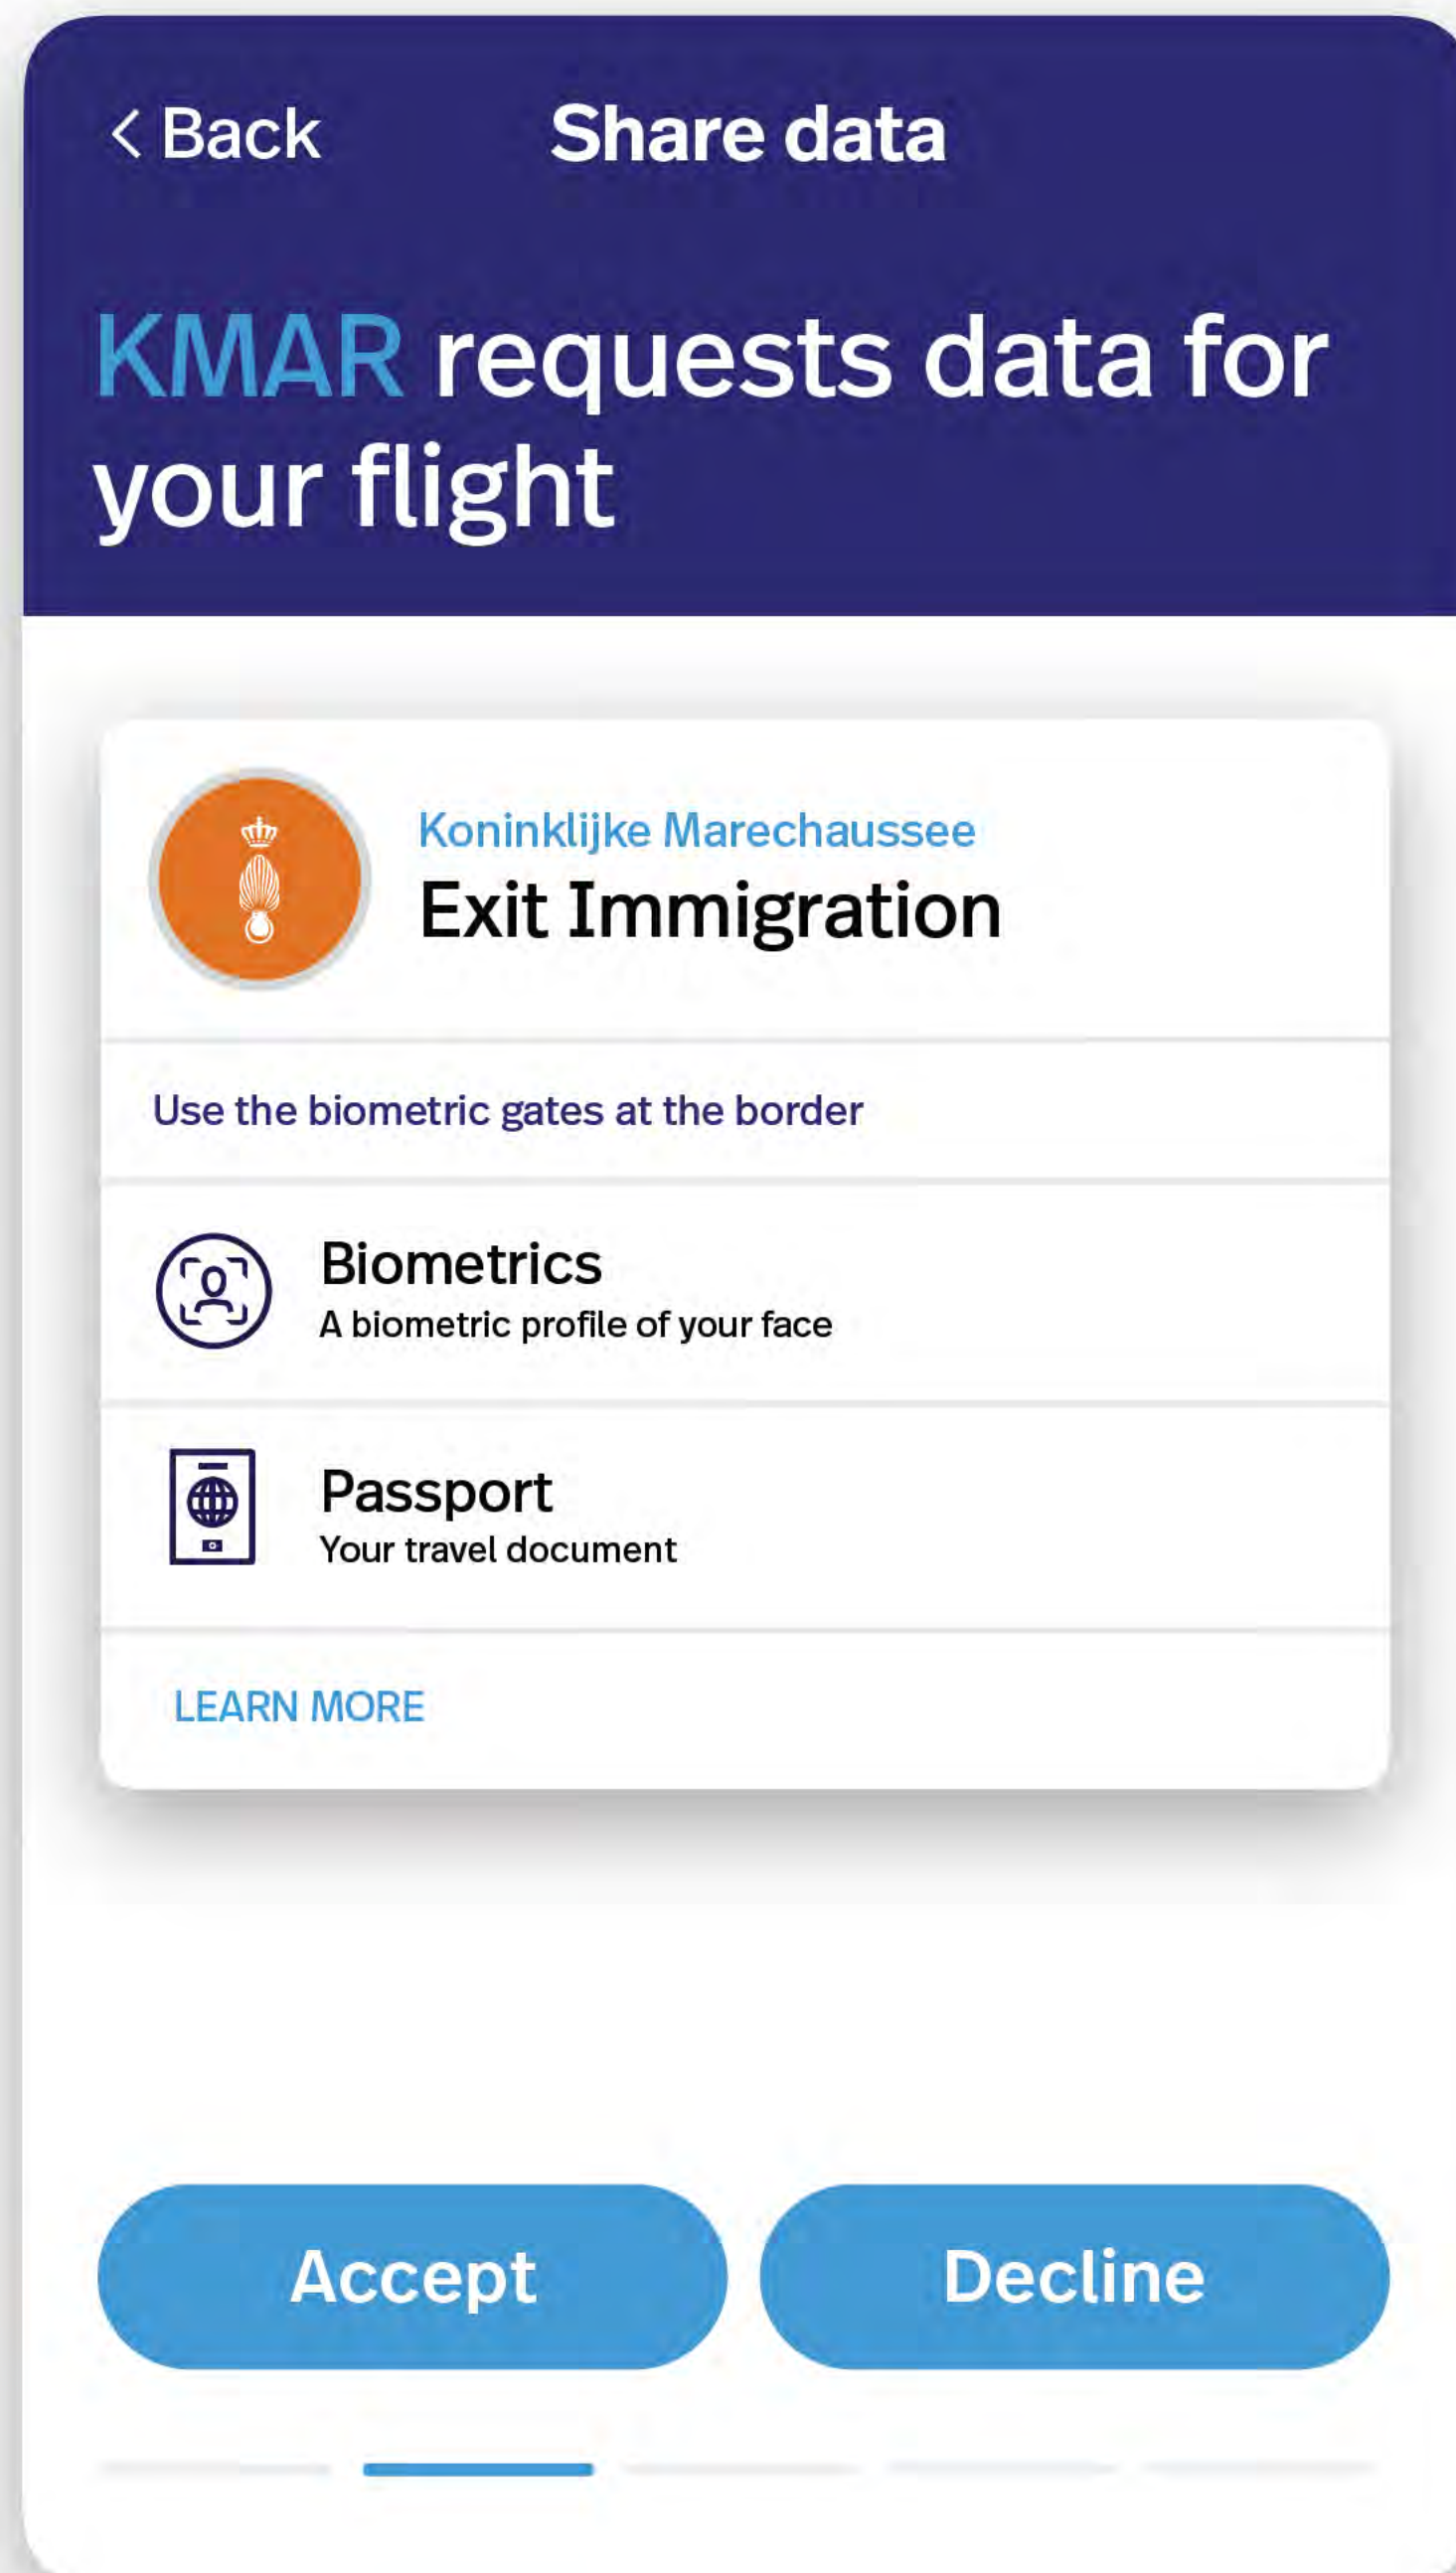 Back
Share data
KMAR requests data for
your flight
Koninklijke Marechaussee
Exit Immigration
Use the biometric gates at the border
Biometrics
A biometric profile of your face
Passport
Your travel document
LEARN MORE
Accept
Decline